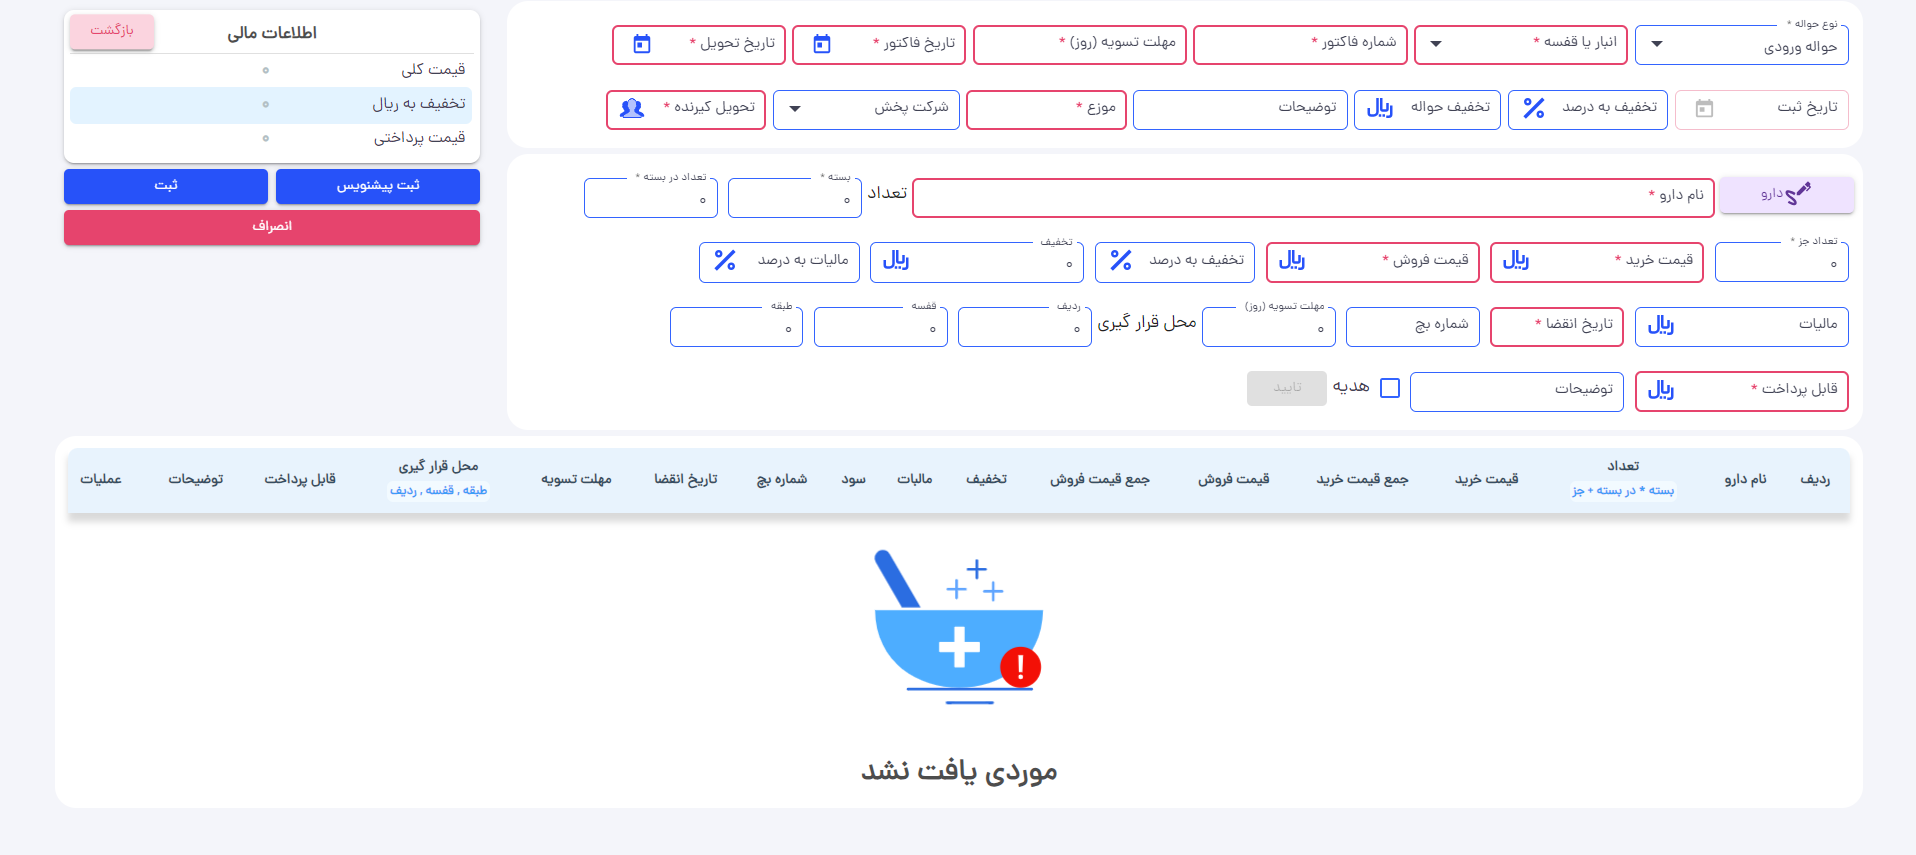 نوع حواله *
حواله ورودی
انبار یا قفسه *
شماره فاکتور *
مهلت تسویه (روز) *
تاریخ فاکتور *
تاریخ تحویل *
تاریخ ثبت
تخفیف به درصد
تخفیف حواله
ریال
توضیحات
موزع *
شرکت پخش
تحویل گیرنده *
اطلاعات مالی
بازگشت
قیمت کلی
۰
تخفیف به ریال
۰
قیمت پرداختی
۰
ثبت پیشنویس
ثبت
انصراف
دارو
نام دارو *
تعداد
بسته *
۰
تعداد در بسته *
۰
تعداد جز *
۰
قیمت خرید *
ریال
قیمت فروش *
ریال
تخفیف به درصد
تخفیف
۰
ریال
مالیات به درصد
مالیات
ریال
تاریخ انقضا *
شماره بچ
مهلت تسویه (روز)
۰
محل قرار گیری
ردیف
۰
قفسه
۰
طبقه
۰
قابل پرداخت *
ریال
توضیحات
هدیه
تایید
ردیف
نام دارو
تعداد
بسته * در بسته + جز
قیمت خرید
جمع قیمت خرید
قیمت فروش
جمع قیمت فروش
تخفیف
مالیات
سود
شماره بچ
تاریخ انقضا
مهلت تسویه
محل قرار گیری
طبقه , قفسه , ردیف
قابل پرداخت
توضیحات
عملیات
موردی یافت نشد